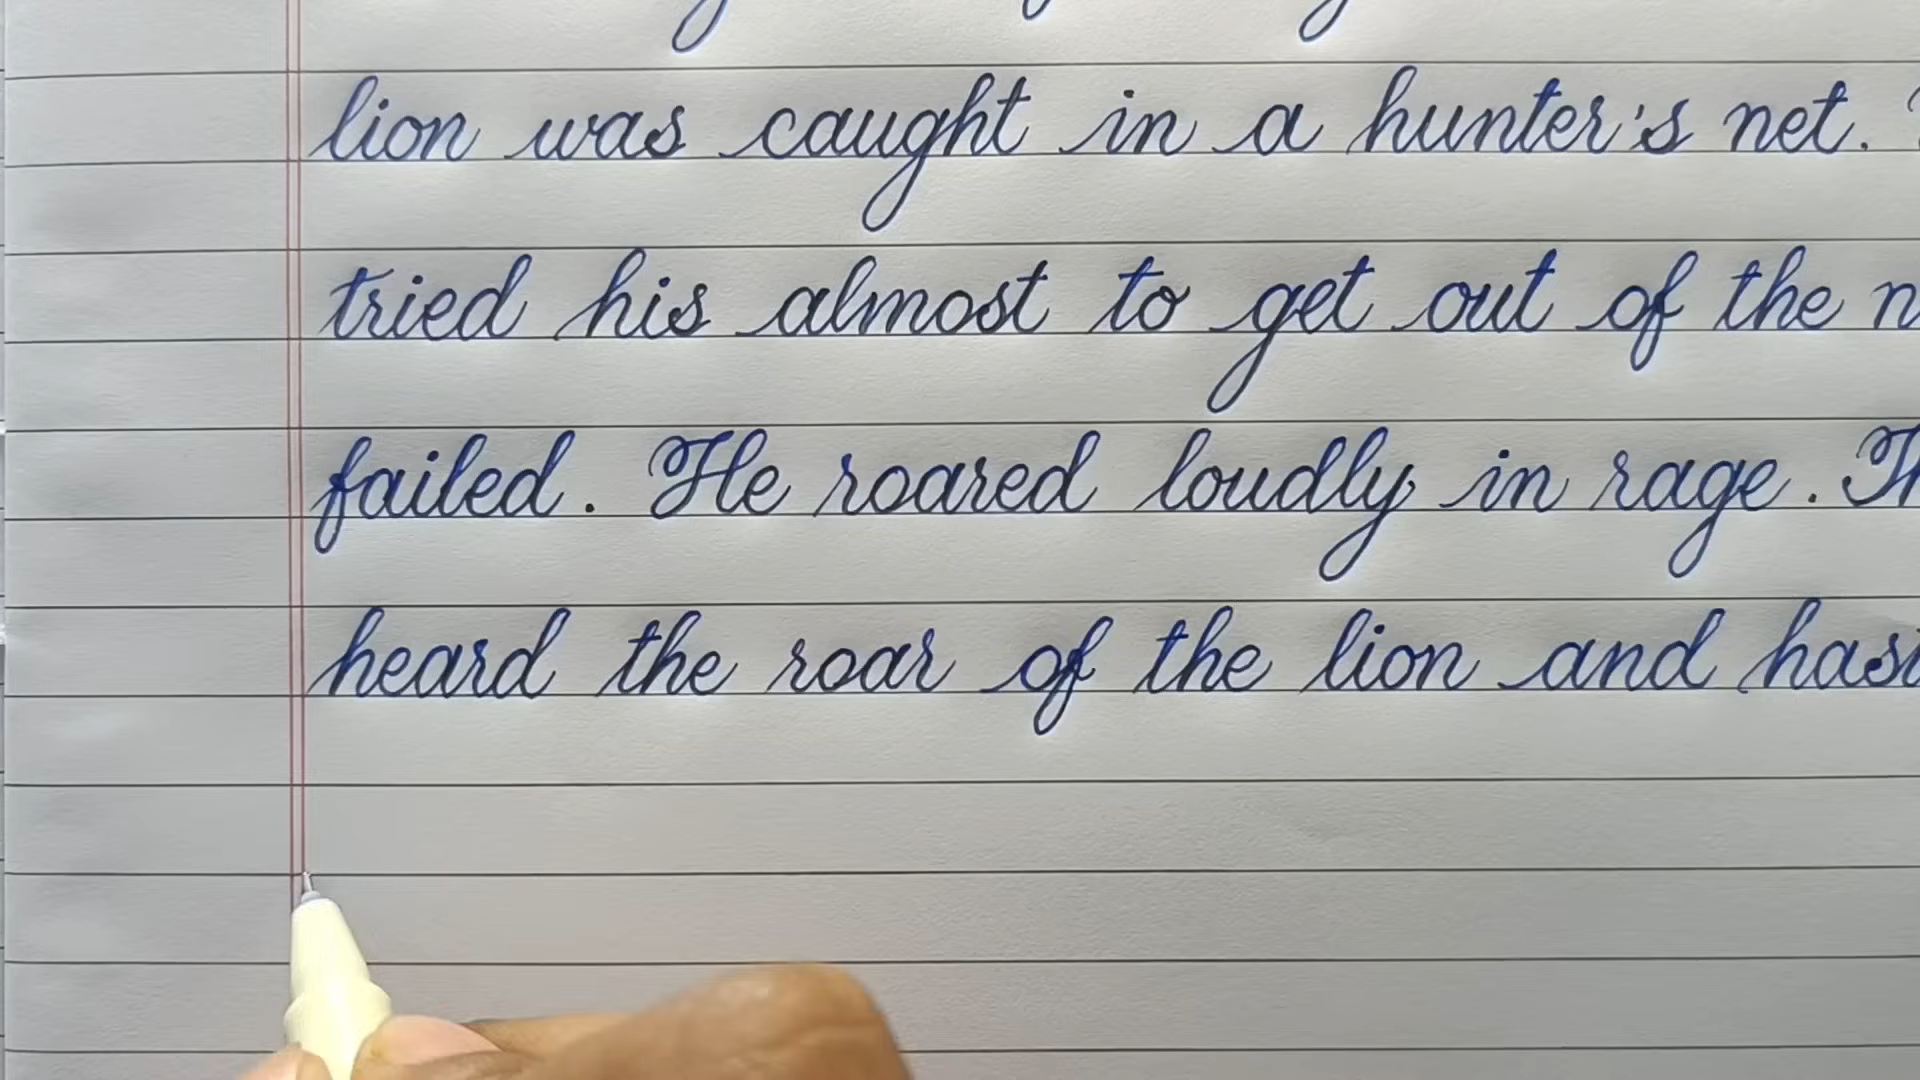 lion was caught in a hunter's net.
tried his almost to get out of the
failed. He roared loudly in rage.
heard the roar of the lion and